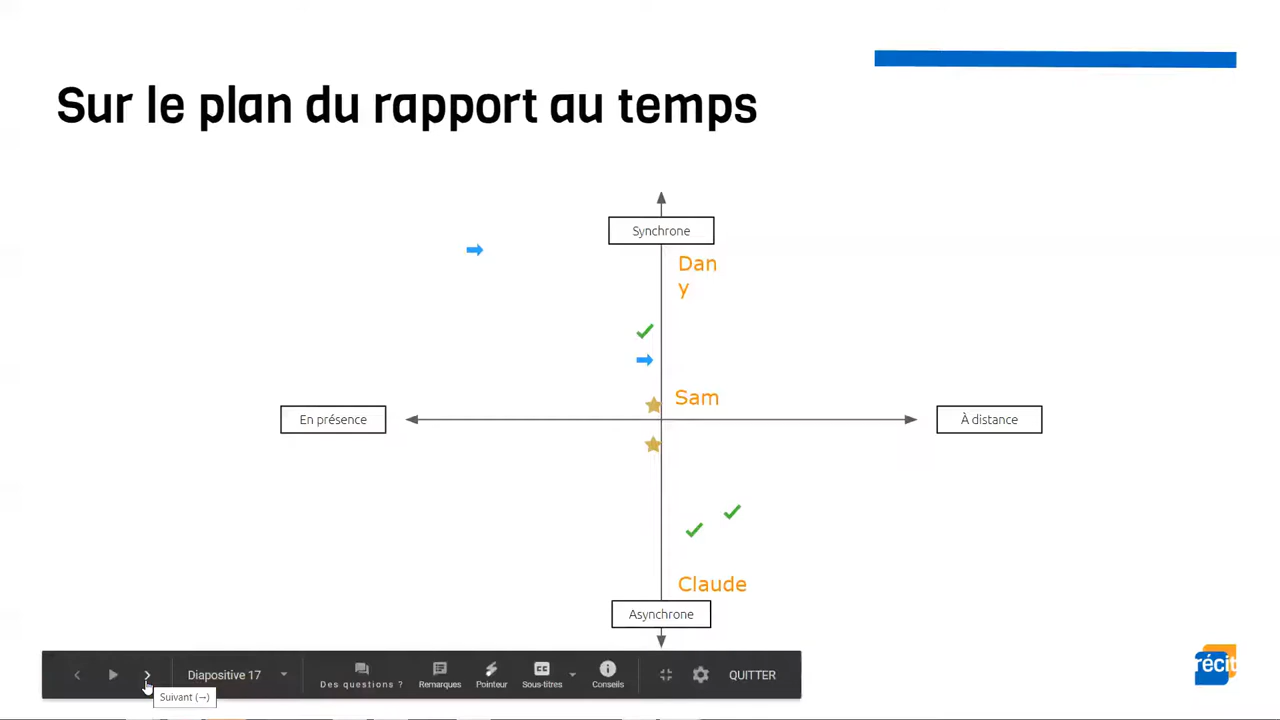 Sur le plan du rapport au temps
Synchrone
Dan
y
Sam
En présence
À distance
Claude
Asynchrone
Diapositive 17
Des questions ?
Remarques
Pointeur
CC
Sous-titres
Conseils
QUITTER
Suivant (→)
récit